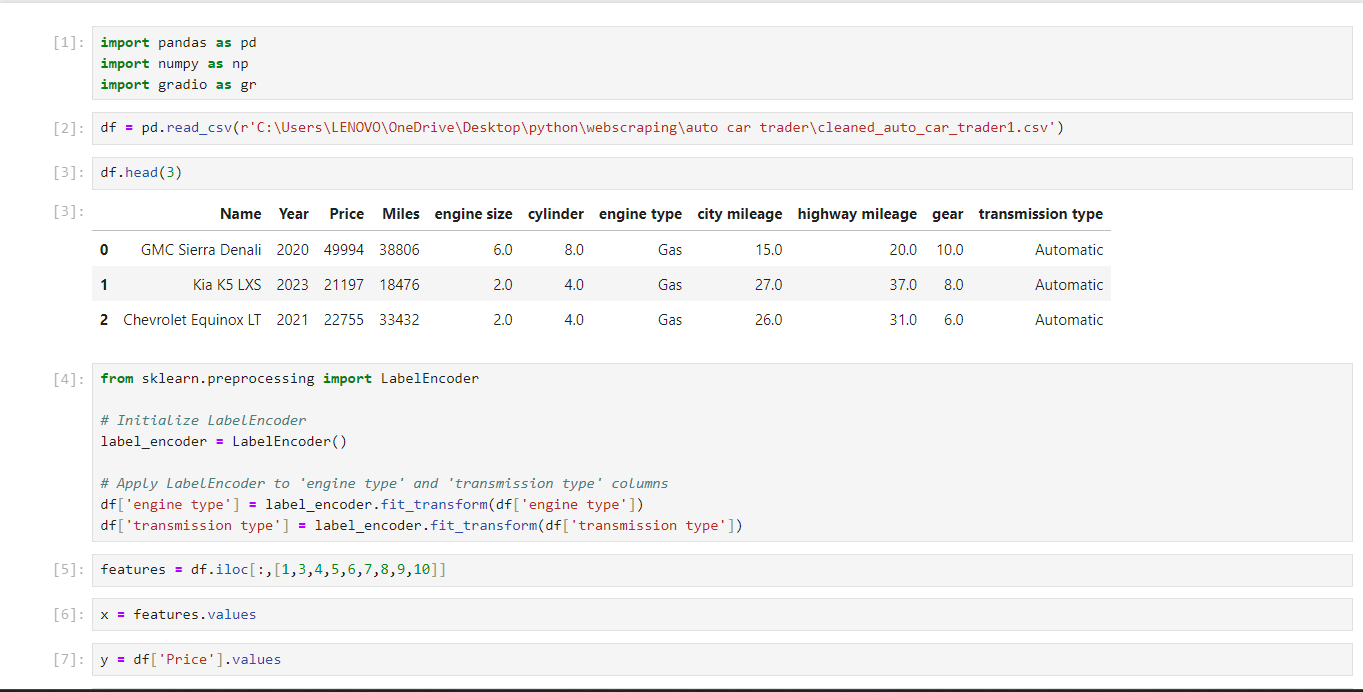 [1]: import pandas as pd
import numpy as np
import gradio as gr
[2]: df = pd.read_csv(r'C:\Users\LENOVO\OneDrive\Desktop\python\webscraping\auto car trader\cleaned_auto_car_trader1.csv')
[3]: df.head(3)
[3]: Name Year Price Miles engine size cylinder engine type city mileage highway mileage gear transmission type
0 GMC Sierra Denali 2020 49994 38806 6.0 8.0 Gas 15.0 20.0 10.0 Automatic
1 Kia K5 LXS 2023 21197 18476 2.0 4.0 Gas 27.0 37.0 8.0 Automatic
2 Chevrolet Equinox LT 2021 22755 33432 2.0 4.0 Gas 26.0 31.0 6.0 Automatic
[4]: from sklearn.preprocessing import LabelEncoder
# Initialize LabelEncoder
label_encoder = LabelEncoder()
# Apply LabelEncoder to 'engine type' and 'transmission type' columns
df['engine type'] = label_encoder.fit_transform(df['engine type'])
df['transmission type'] = label_encoder.fit_transform(df['transmission type'])
[5]: features = df.iloc[:,[1,3,4,5,6,7,8,9,10]]
[6]: x = features.values
[7]: y = df['Price'].values